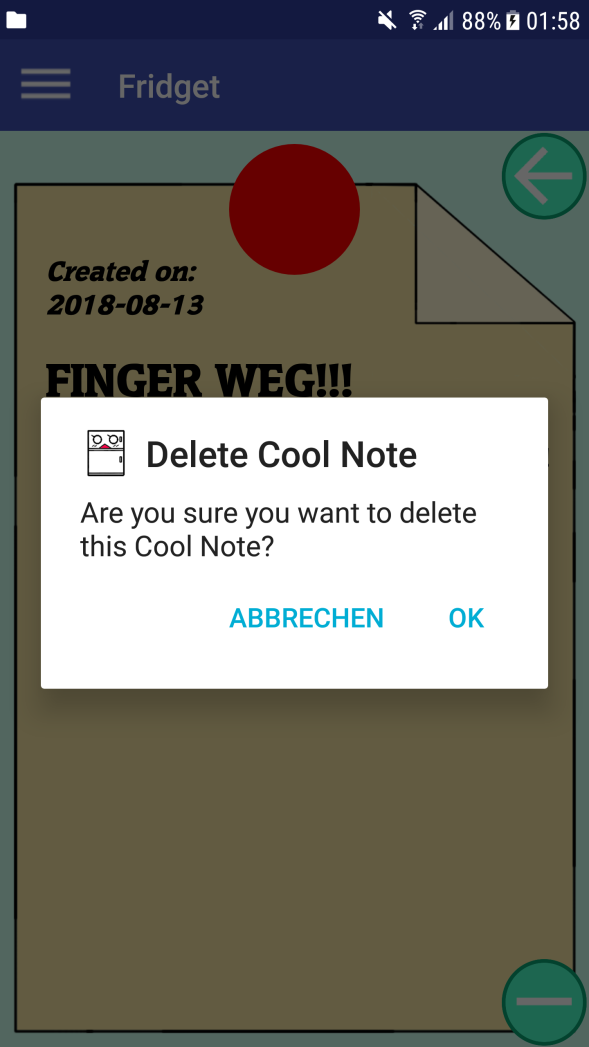 88% 01:58
Fridget
Created on:
2018-08-13
FINGER WEG!!!
Delete Cool Note
Are you sure you want to delete
this Cool Note?
ABBRECHEN OK